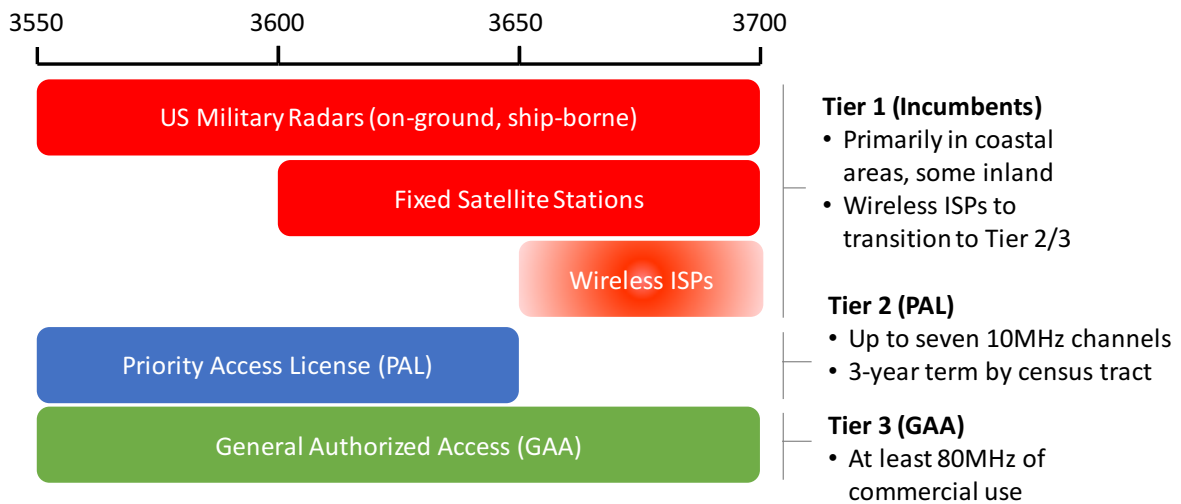 3550 3600 3650 3700
US Military Radars (on-ground, ship-borne)
Fixed Satellite Stations
Wireless ISPs
Priority Access License (PAL)
General Authorized Access (GAA)
Tier 1 (Incumbents)
• Primarily in coastal
areas, some inland
• Wireless ISPs to
transition to Tier 2/3
Tier 2 (PAL)
• Up to seven 10MHz channels
• 3-year term by census tract
Tier 3 (GAA)
• At least 80MHz of
commercial use